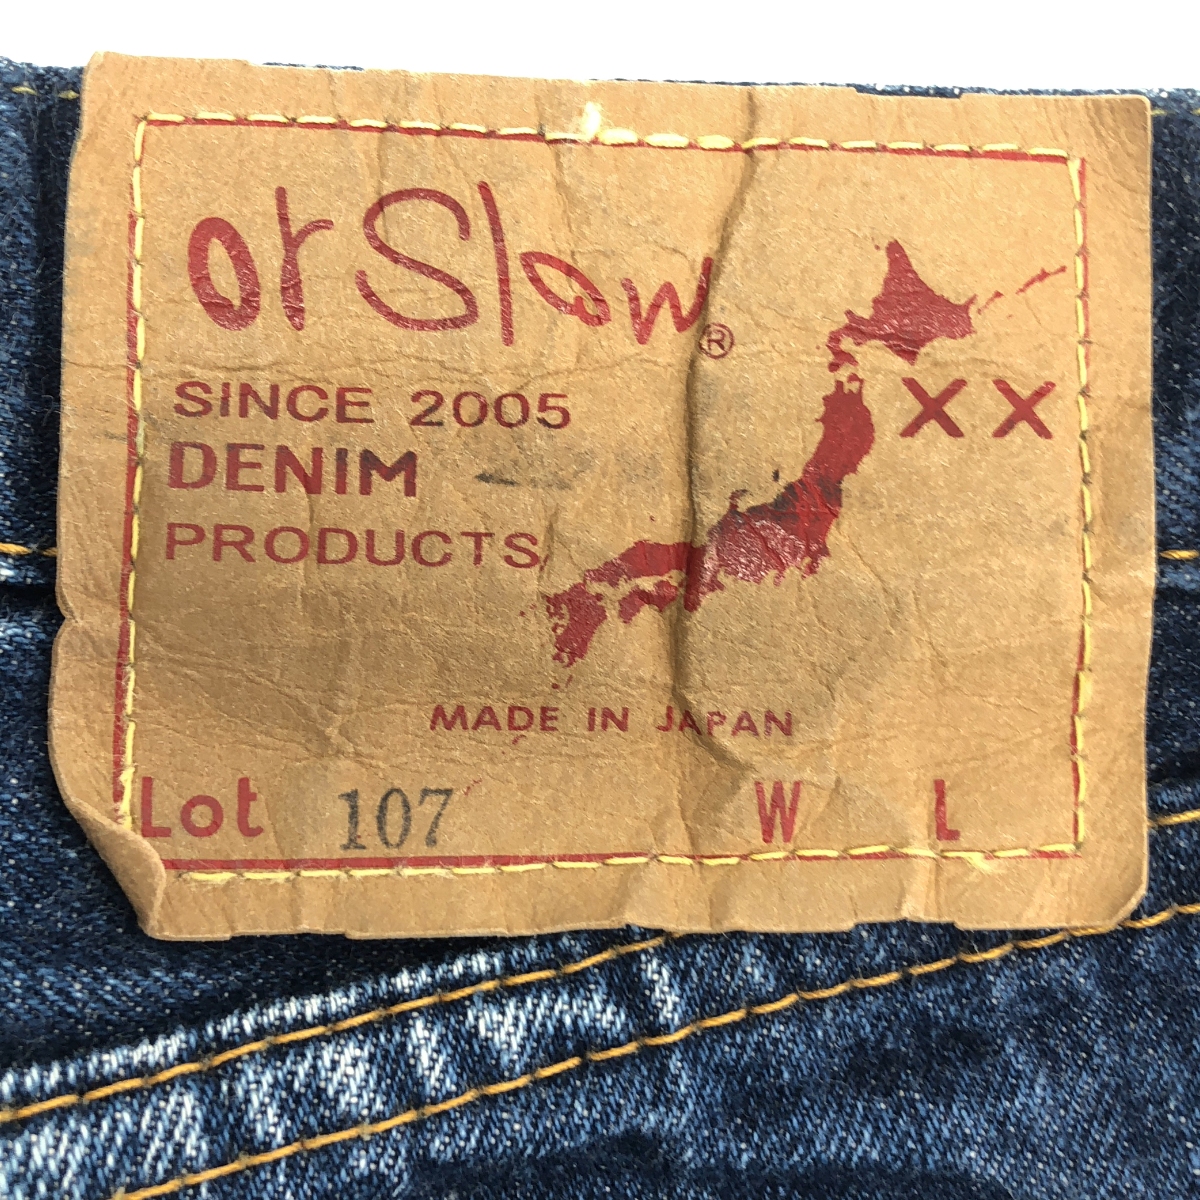 orSlow®
SINCE 2005
DENIM
PRODUCTS
XX
MADE IN JAPAN
Lot 107 W L